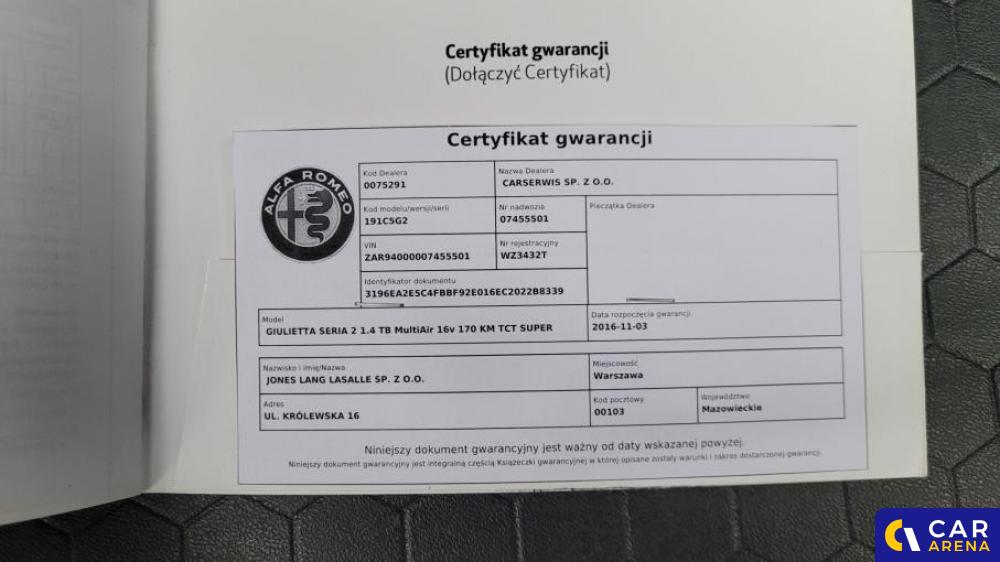 Certyfikat gwarancji
(Dołączyć Certyfikat)
Certyfikat gwarancji
ALFA ROMEO
Kod Dealera
0075291
Nazwa Dealera
CARSERWIS SP. Z O.O.
Kod modelu/wersji/serii
191C5G2
Nr nadwozia
07455501
Pieczątka Dealera
VIN
ZAR94000007455501
Nr rejestracyjny
WZ3432T
Identyfikator dokumentu
3196EA2E5C4FBBF92E016EC2022B8339
Model
GIULIETTA SERIA 2 1.4 TB MultiAir 16v 170 KM TCT SUPER
Data rozpoczęcia gwarancji
2016-11-03
Nazwisko i imię/Nazwa
JONES LANG LASALLE SP. Z O.O.
Miejscowość
Warszawa
Adres
UL. KRÓLEWSKA 16
Kod pocztowy
00103
Województwo
Mazowieckie
Niniejszy dokument gwarancyjny jest ważny od daty wskazanej powyżej.
Niniejszy dokument gwarancyjny jest integralną częścią Książeczki gwarancyjnej w której opisane zostały warunki i zakres dostarczonej gwarancji.
CAR
ARENA